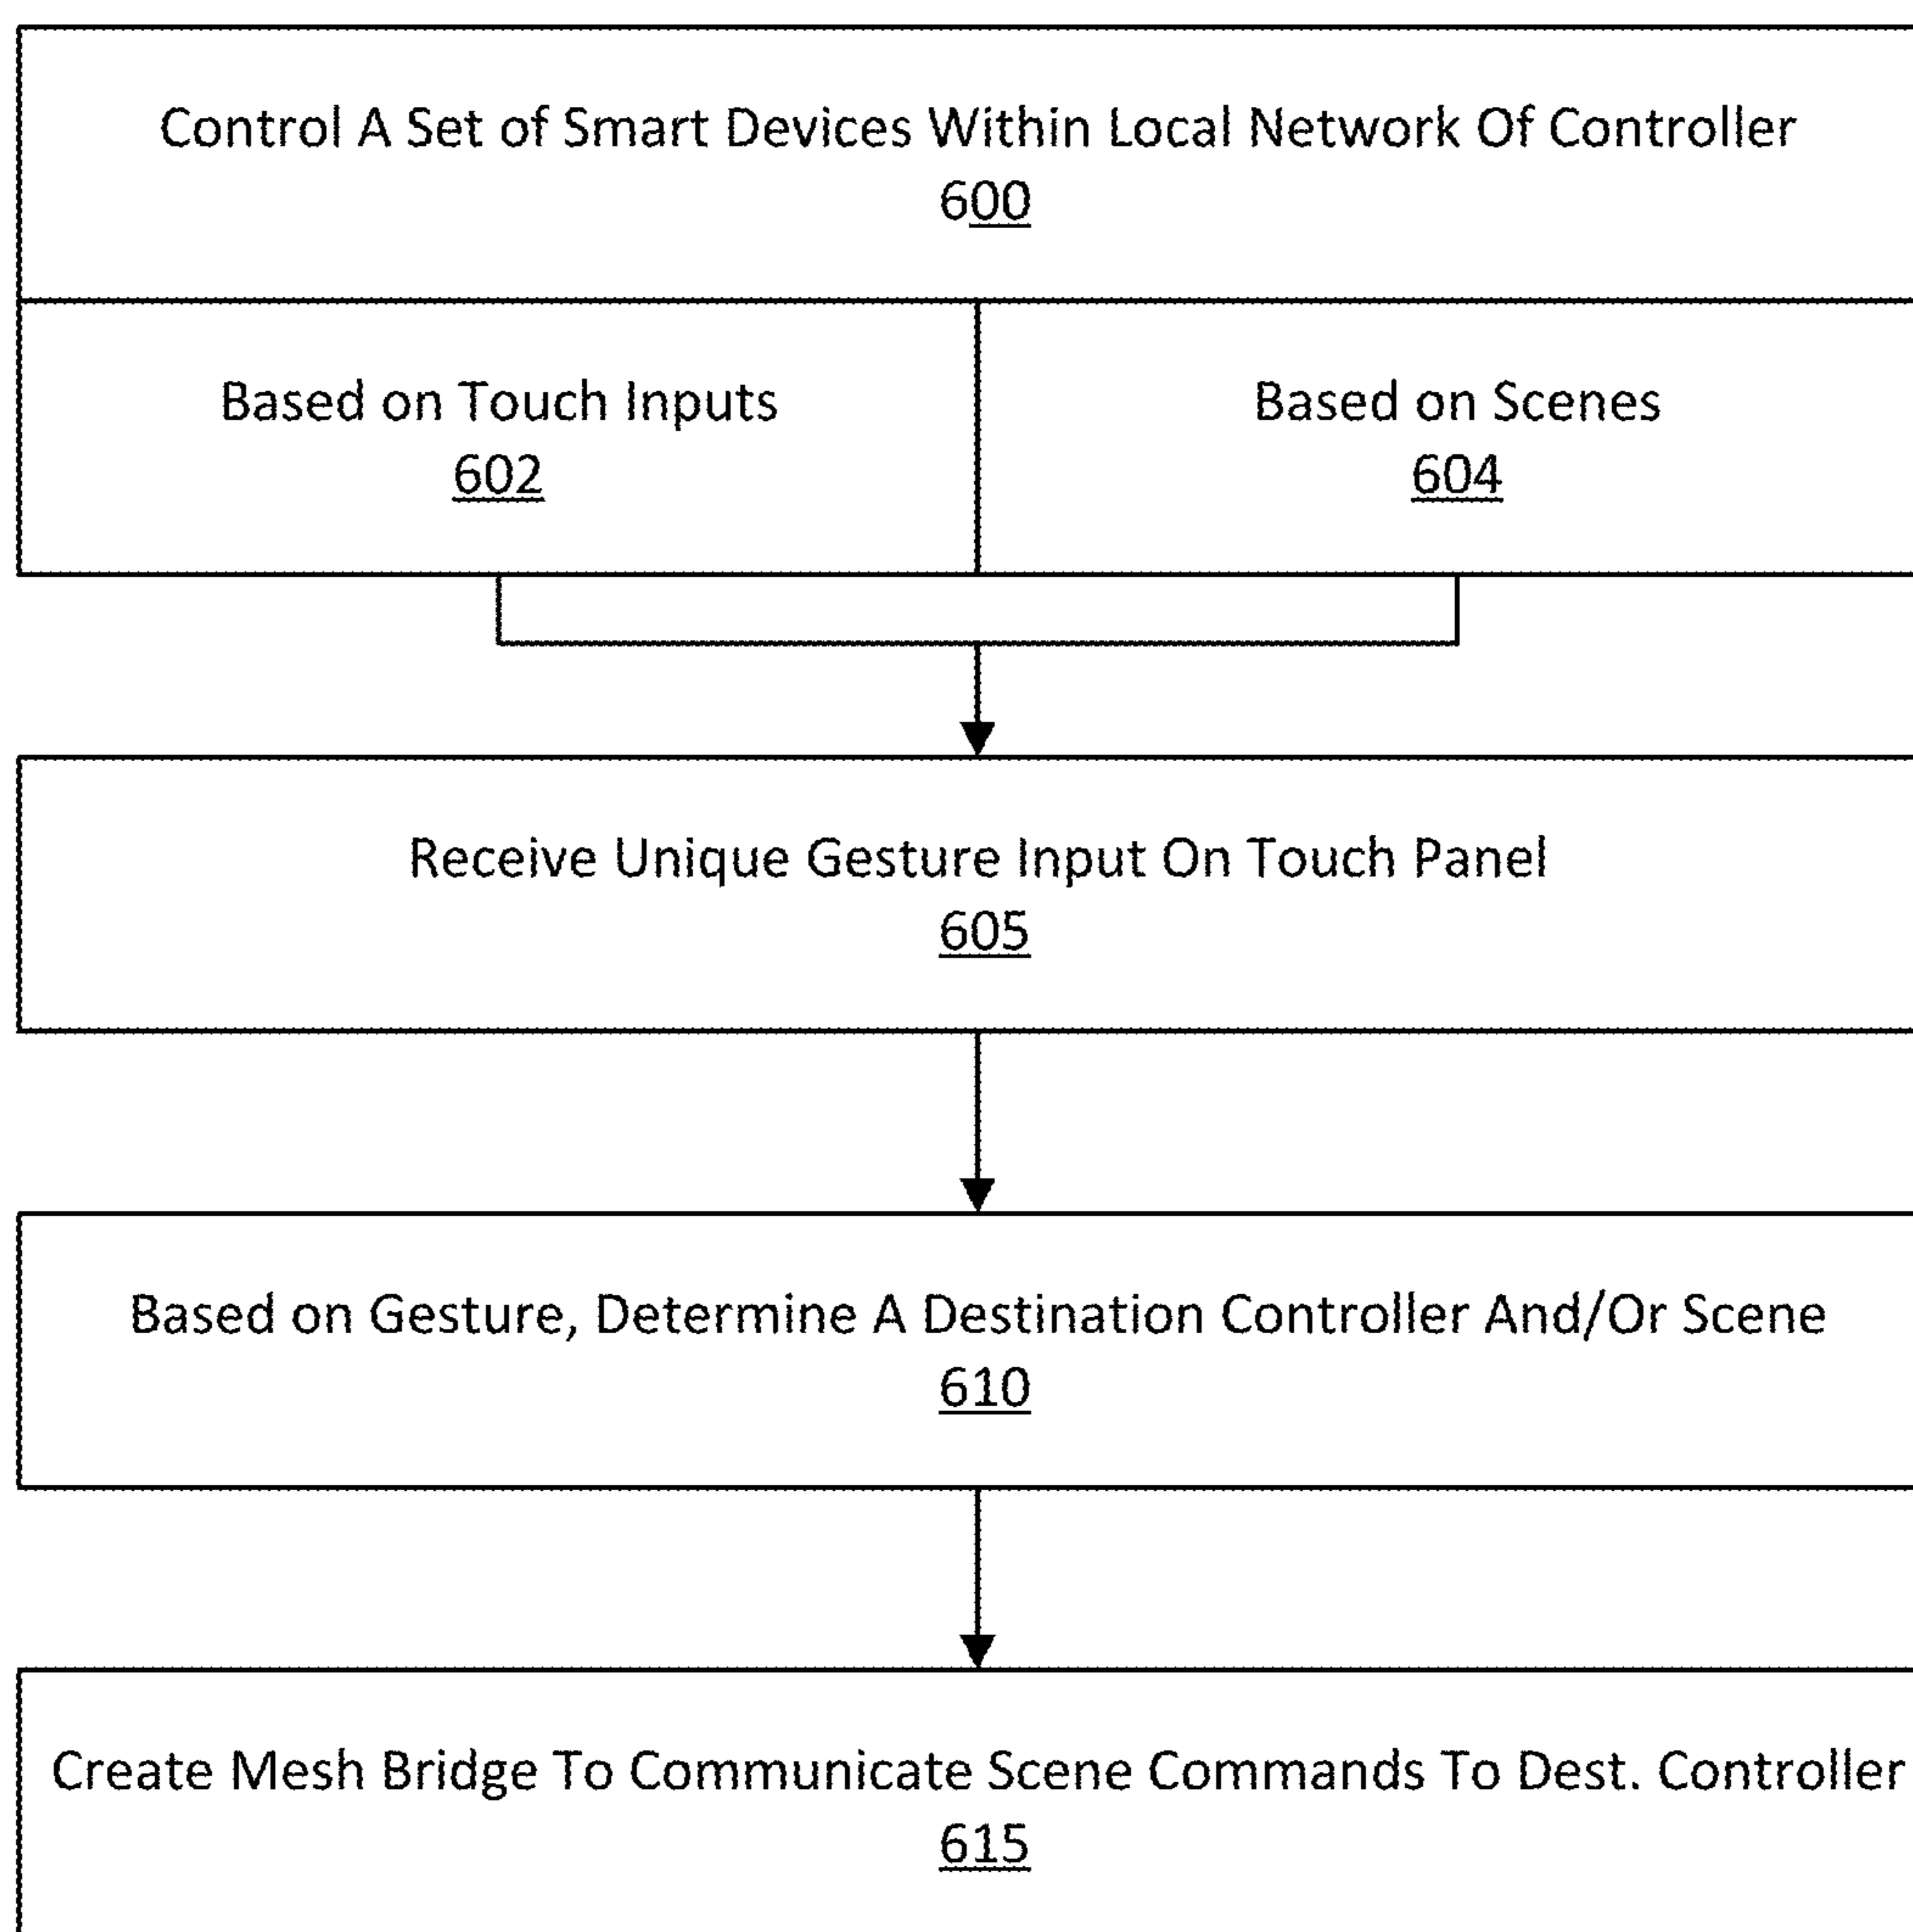 Control A Set of Smart Devices Within Local Network Of Controller
600
Based on Touch Inputs
602
Based on Scenes
604
Receive Unique Gesture Input On Touch Panel
605
Based on Gesture, Determine A Destination Controller And/Or Scene
610
Create Mesh Bridge To Communicate Scene Commands To Dest. Controller
615